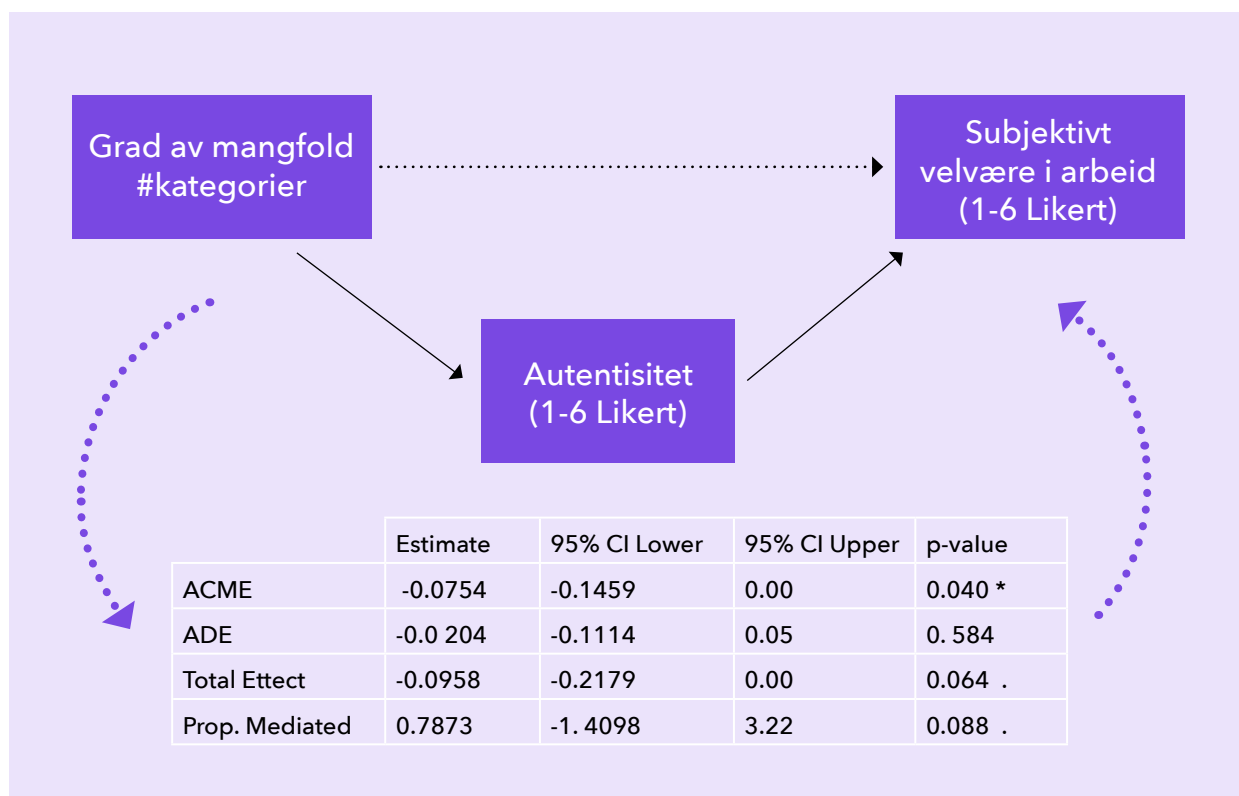 Grad av mangfold
#kategorier
Subjektivt
velvære i arbeid
(1-6 Likert)
Autentisitet
(1-6 Likert)
Estimate 95% CI Lower 95% CI Upper p-value
ACME -0.0754 -0.1459 0.00 0.040 *
ADE -0.0 204 -0.1114 0.05 0. 584
Total Ettect -0.0958 -0.2179 0.00 0.064 .
Prop. Mediated 0.7873 -1. 4098 3.22 0.088 .